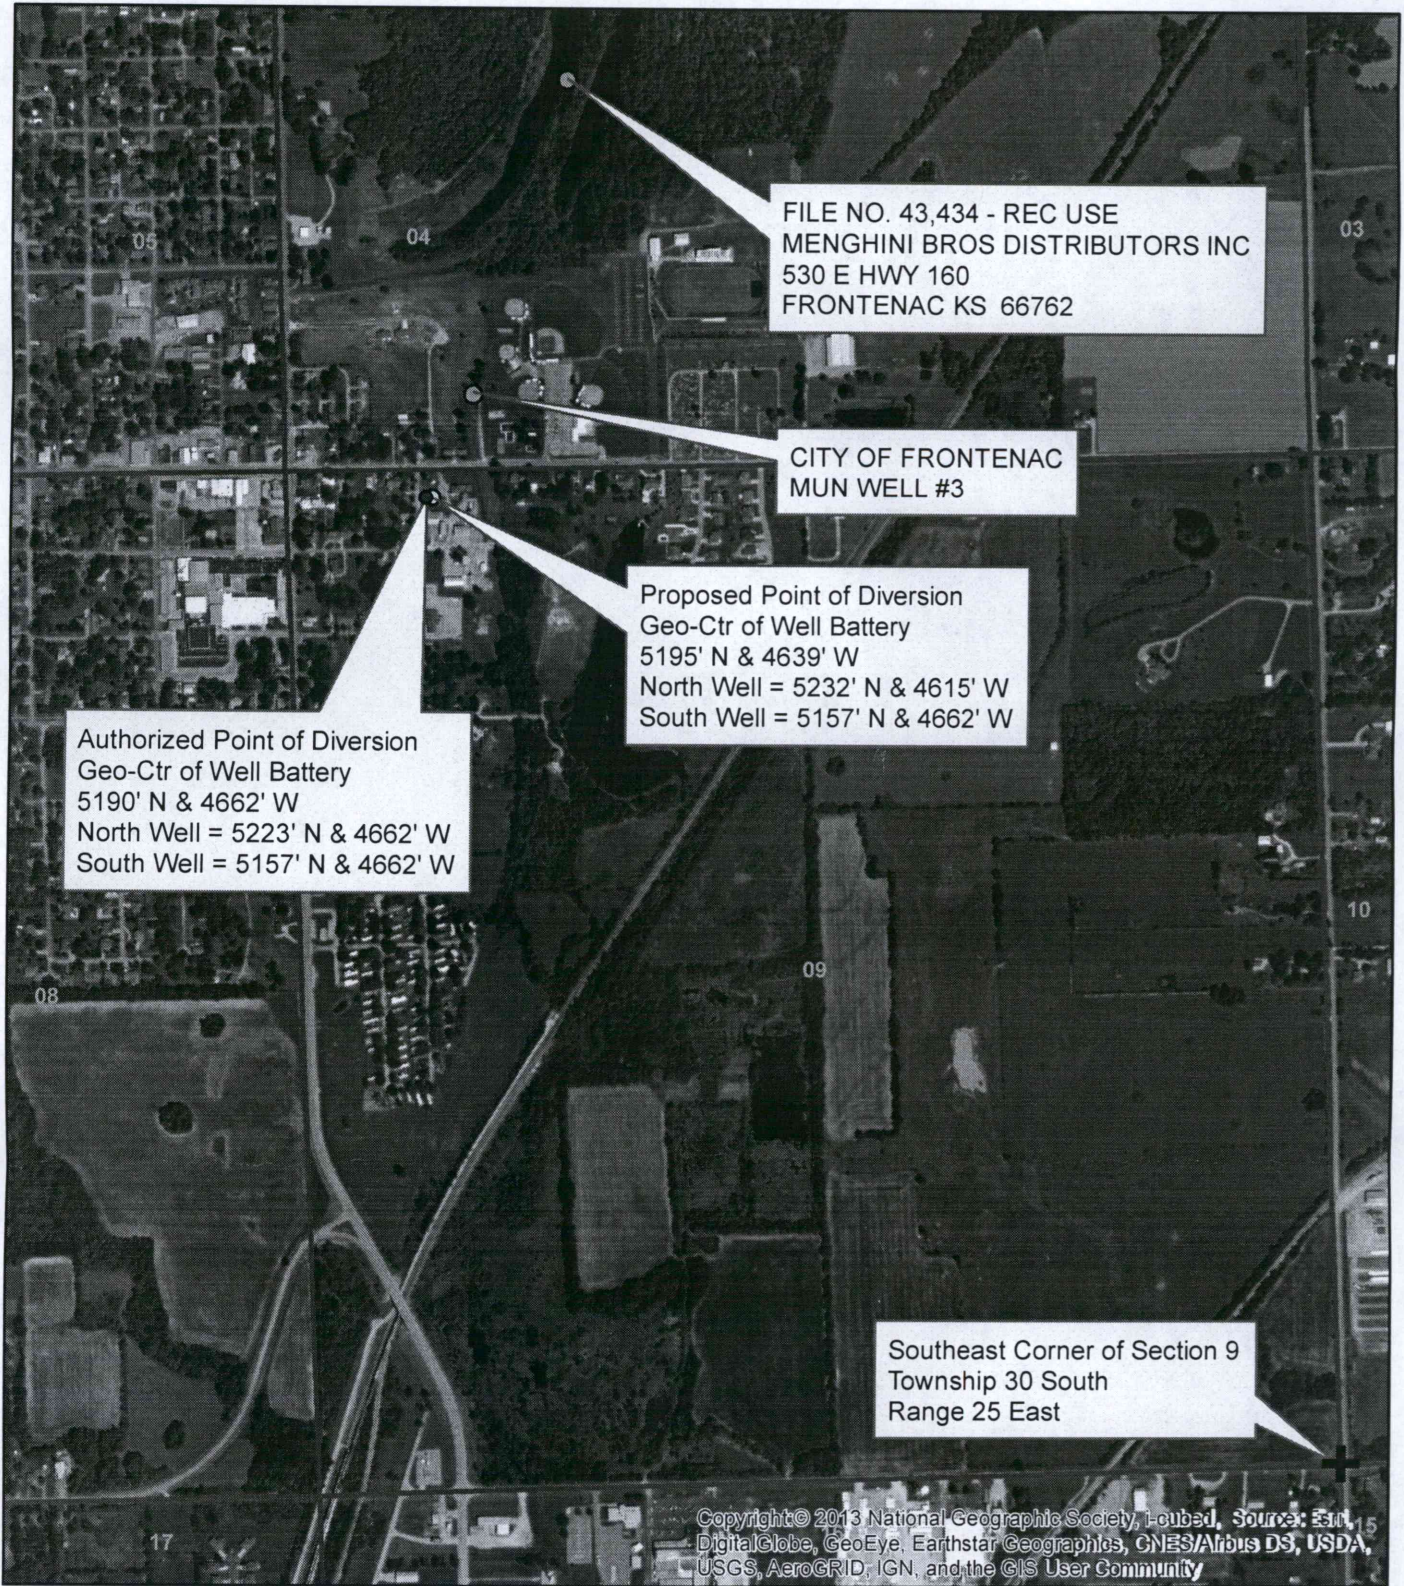 05
04
03
FILE NO. 43,434 - REC USE
MENGHINI BROS DISTRIBUTORS INC
530 E HWY 160
FRONTENAC KS 66762
CITY OF FRONTENAC
MUN WELL #3
Proposed Point of Diversion
Geo-Ctr of Well Battery
5195' N & 4639' W
North Well = 5232' N & 4615' W
South Well = 5157' N & 4662' W
Authorized Point of Diversion
Geo-Ctr of Well Battery
5190' N & 4662' W
North Well = 5223' N & 4662' W
South Well = 5157' N & 4662' W
10
09
08
Southeast Corner of Section 9
Township 30 South
Range 25 East
17
15
Copyright:© 2013 National Geographic Society, i-cubed, Source: Esri,
DigitalGlobe, GeoEye, Earthstar Geographics, CNES/Airbus DS, USDA,
USGS, AeroGRID, IGN, and the GIS User Community